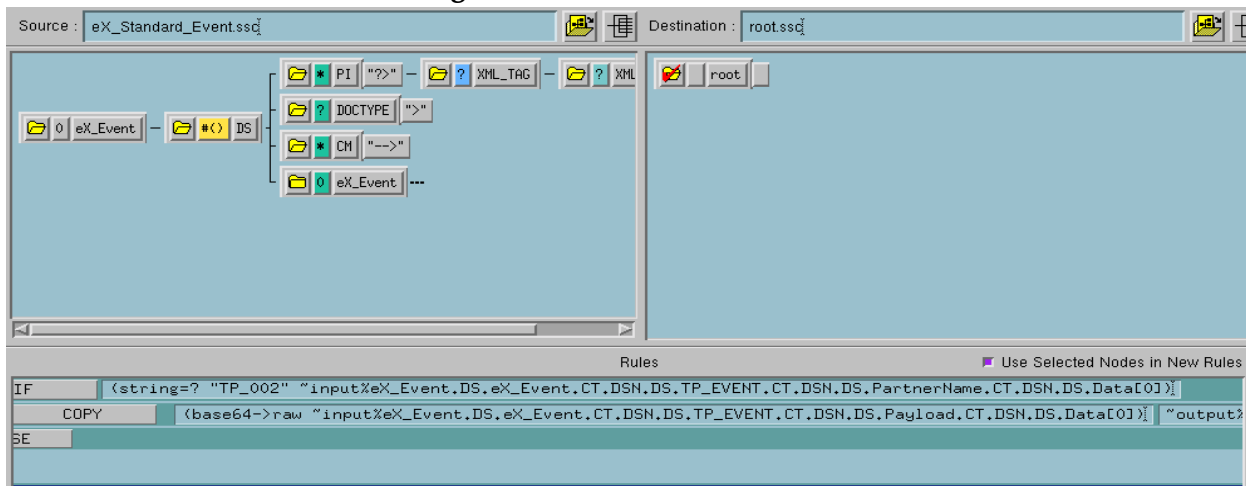 Source : eX_Standard_Event.ssc Destination : root.ssc
* PI "?>" ? XML_TAG ? XML
root
? DOCTYPE ">"
0 eX_Event #() DS
* CM "-->"
0 eX_Event
Rules Use Selected Nodes in New Rules
IF (string=? "TP_002" ~input%eX_Event.DS.eX_Event.CT.DSN.DS.TP_EVENT.CT.DSN.DS.PartnerName.CT.DSN.DS.Data[0])
COPY (base64->raw ~input%eX_Event.DS.eX_Event.CT.DSN.DS.TP_EVENT.CT.DSN.DS.Payload.CT.DSN.DS.Data[0]) ~output%
SE